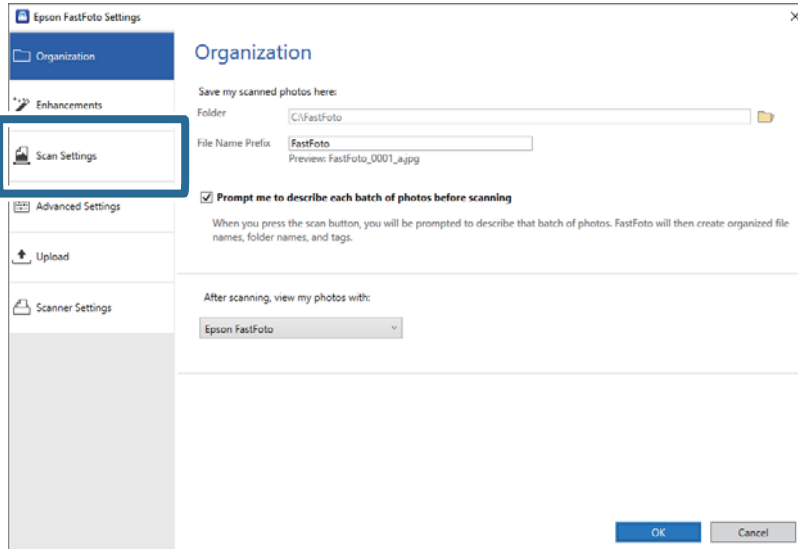 Epson FastFoto Settings
Organization
Enhancements
Scan Settings
Advanced Settings
Upload
Scanner Settings
Organization
Save my scanned photos here:
Folder
C:\FastFoto
File Name Prefix
FastFoto
Preview: FastFoto_0001_a.jpg
Prompt me to describe each batch of photos before scanning
When you press the scan button, you will be prompted to describe that batch of photos. FastFoto will then create organized file
names, folder names, and tags.
After scanning, view my photos with:
Epson FastFoto
OK
Cancel